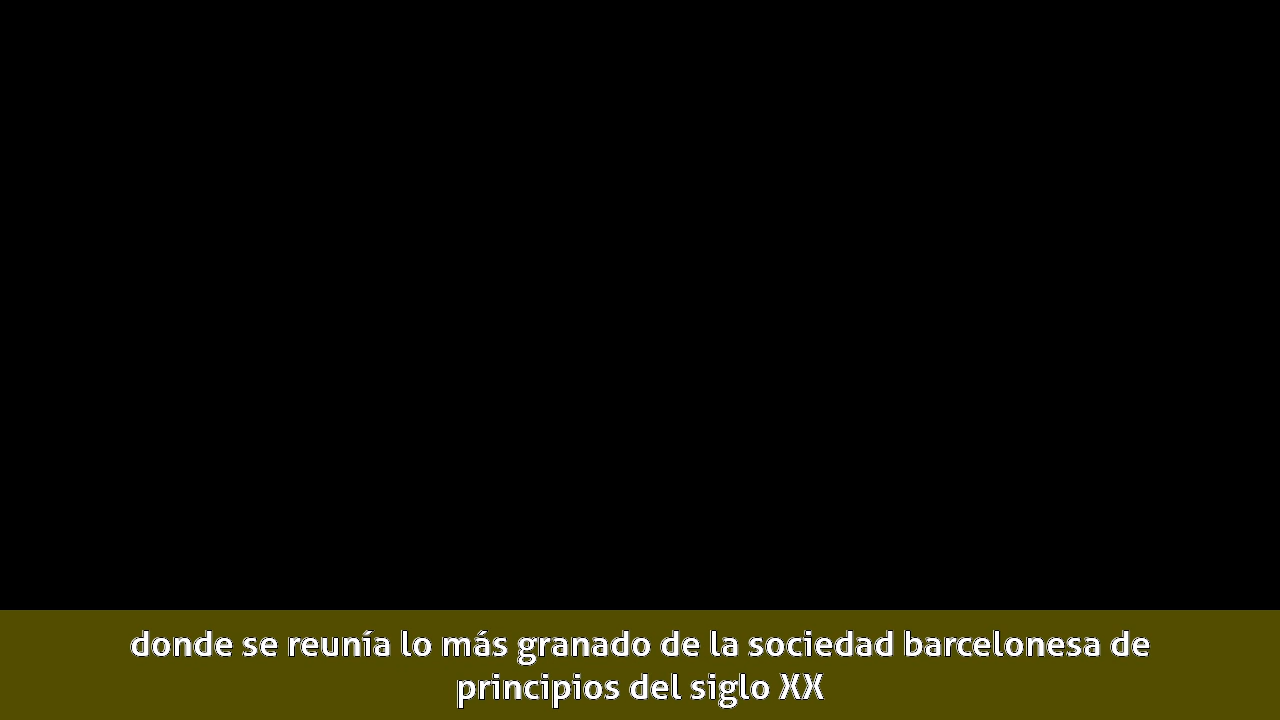 donde se reunía lo más granado de la sociedad barcelonesa de
principios del siglo XX